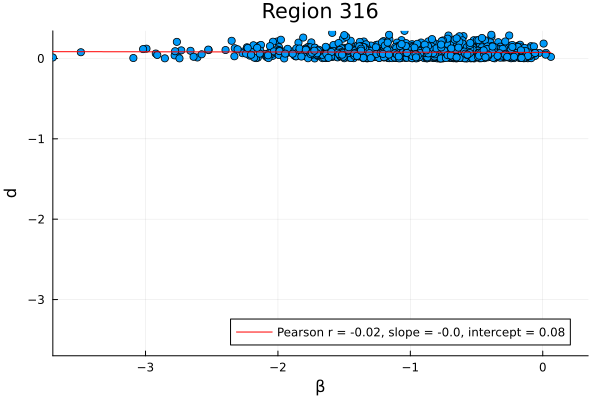 Region 316
d
0
−1
−2
−3
Pearson r = -0.02, slope = -0.0, intercept = 0.08
−3
−2
−1
0
β